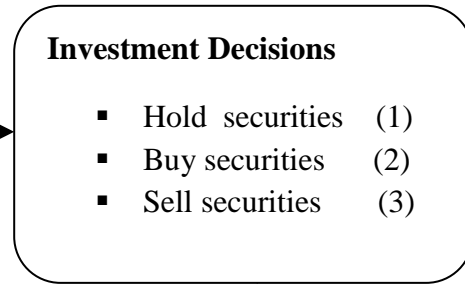 Investment Decisions
▪ Hold securities (1)
▪ Buy securities (2)
▪ Sell securities (3)